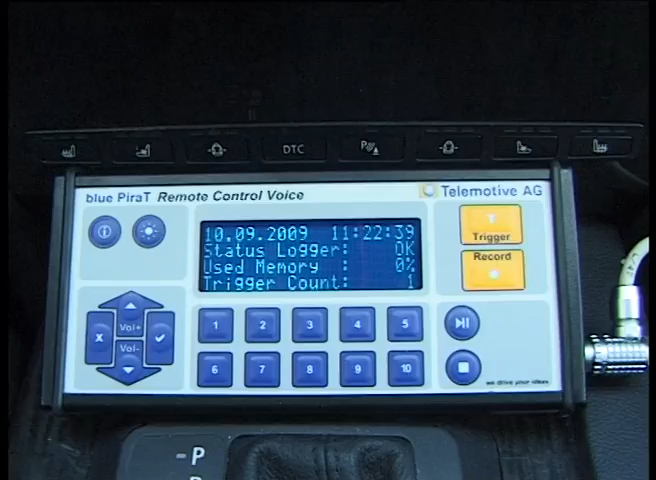 DTC
P
blue PiraT Remote Control Voice
Telemotive AG
10.09.2009 11:22:39
Status Logger: OK
Used Memory : 0%
Trigger Count: 1
Trigger
Record
Vol+
Vol-
1 2 3 4 5
6 7 8 9 10
we drive your ideas
P